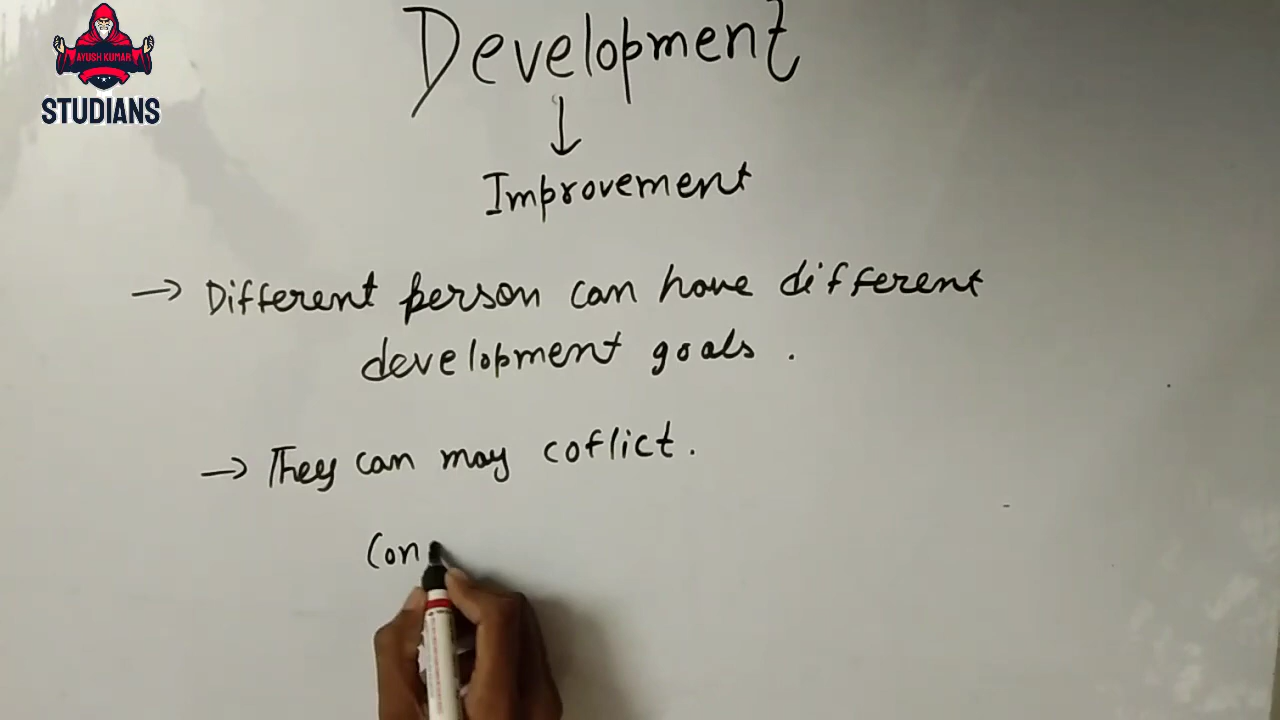 AYUSH KUMAR
STUDIANS
Development
↓
Improvement
→ Different person can have different
development goals .
→ They can may coflict .
Con